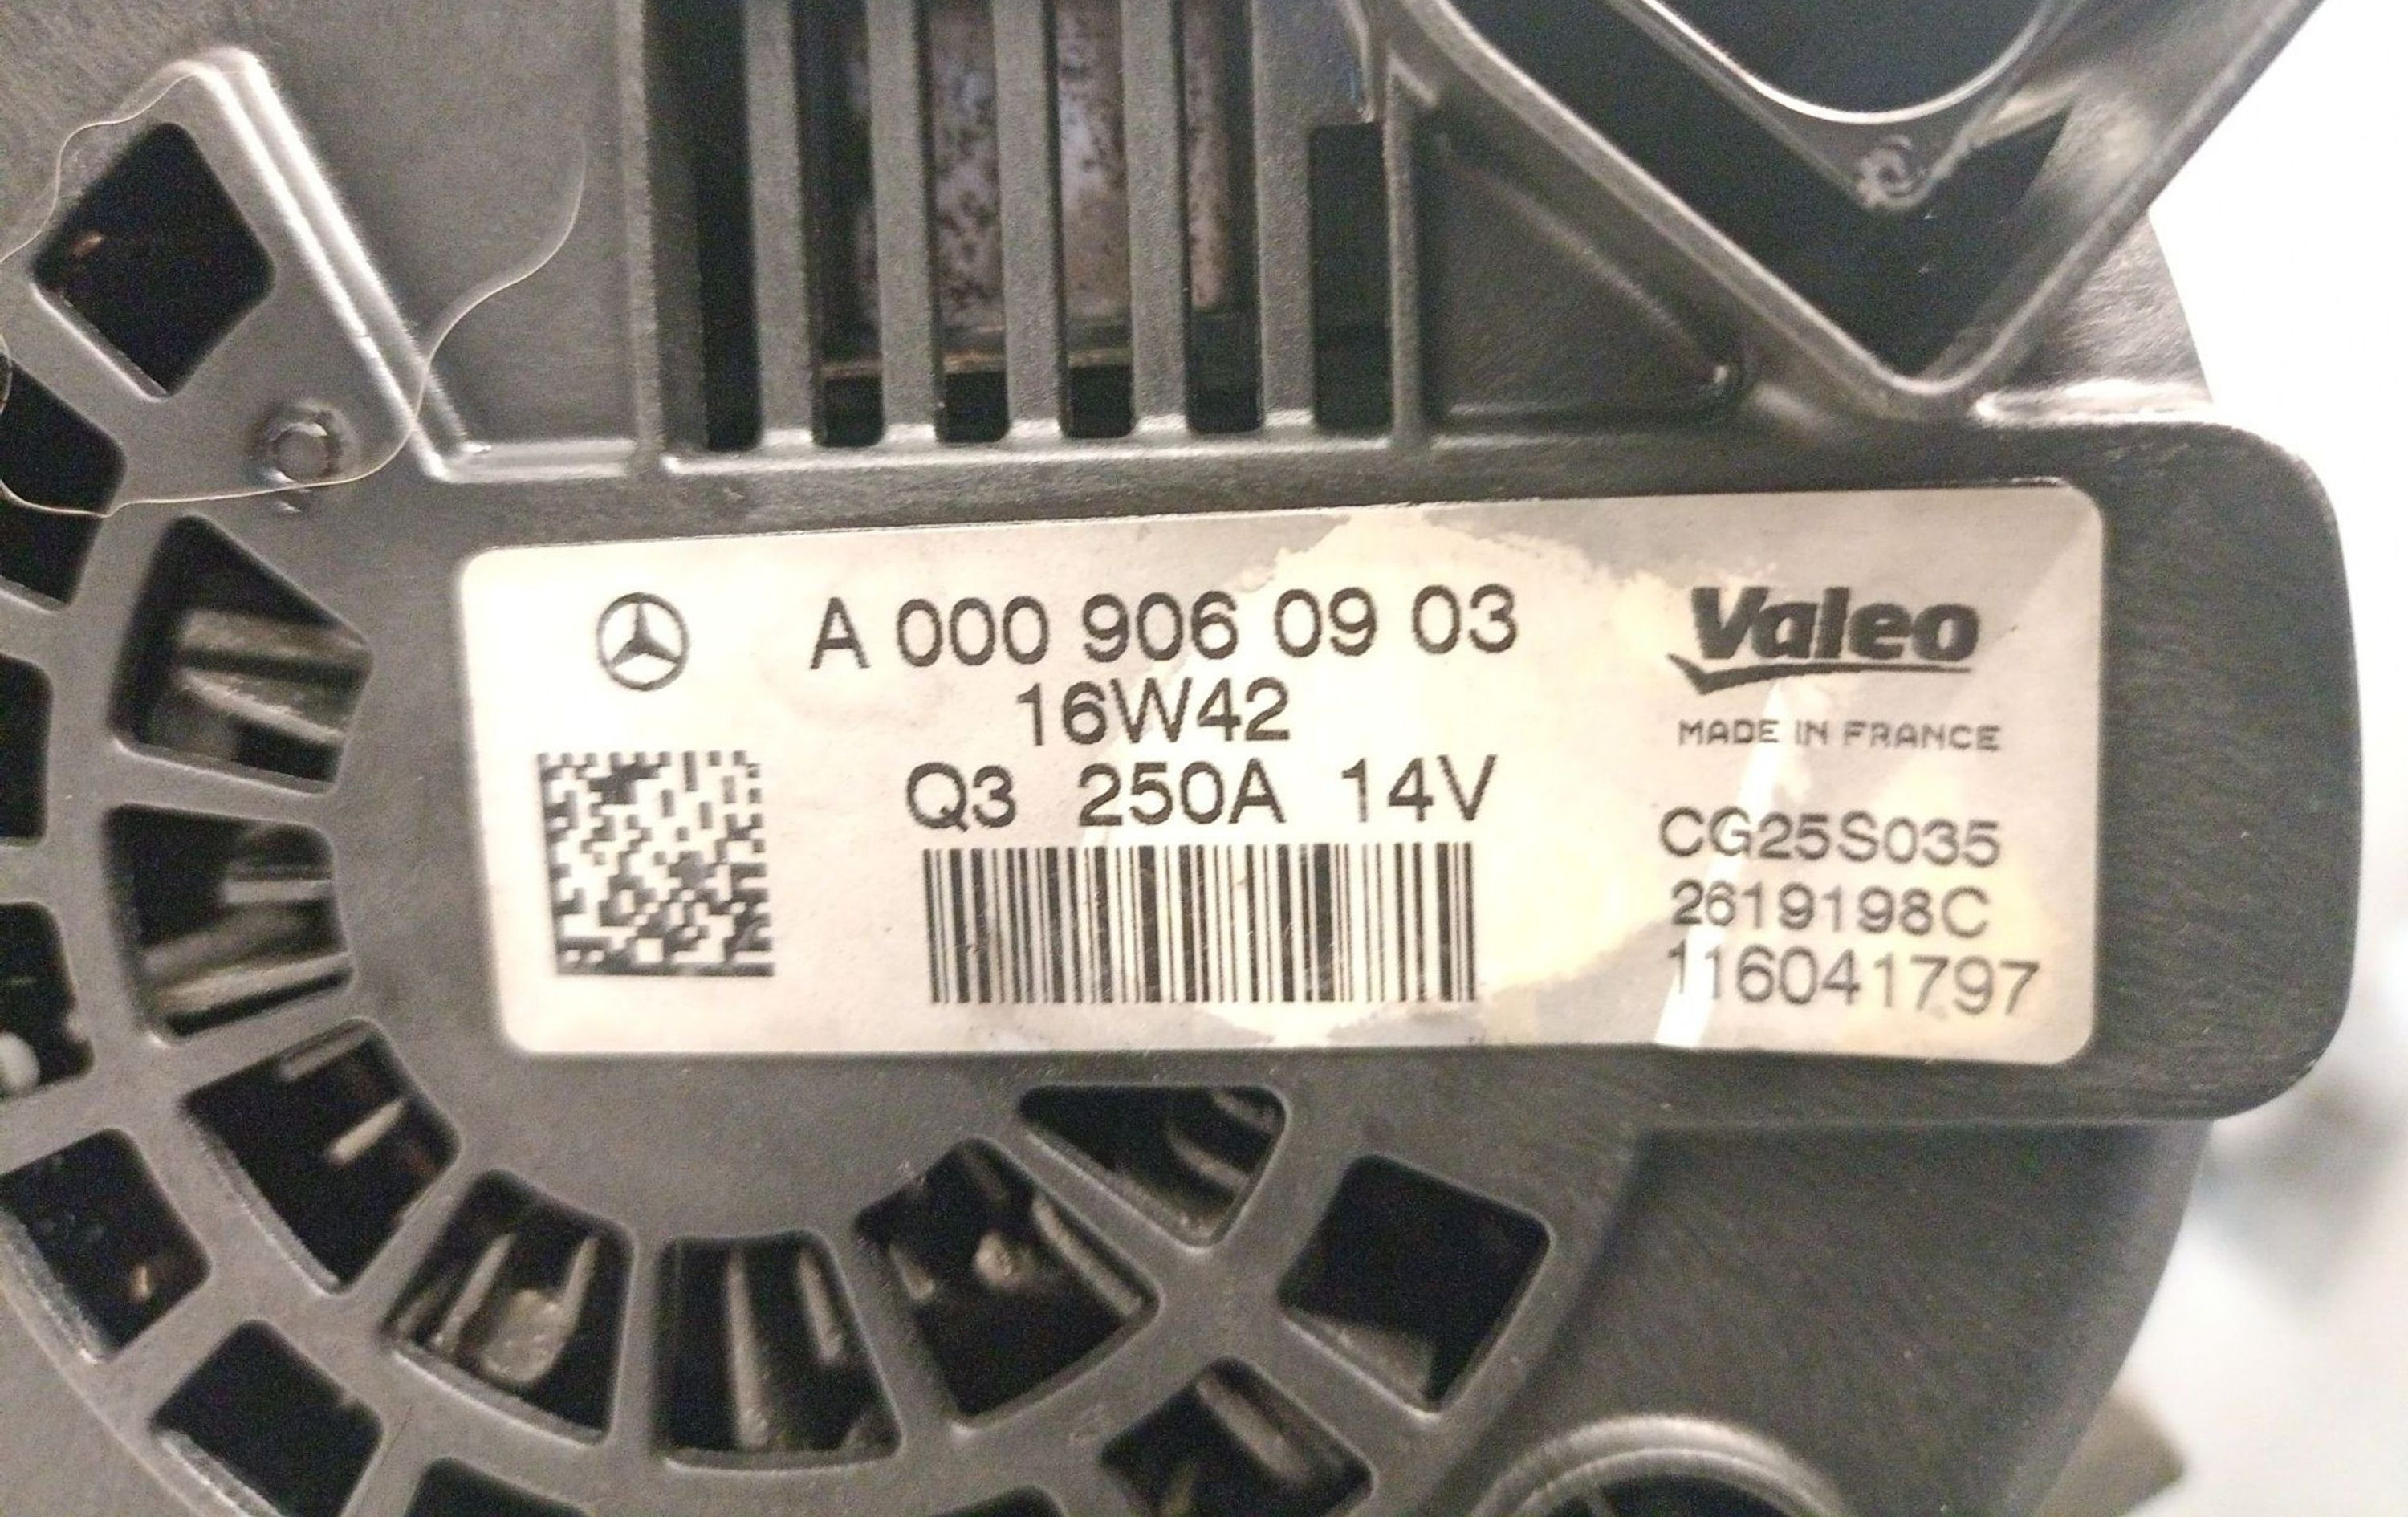 A 000 906 09 03
16W42
Q3 250A 14V
Valeo
MADE IN FRANCE
CG25S035
2619198C
116041797